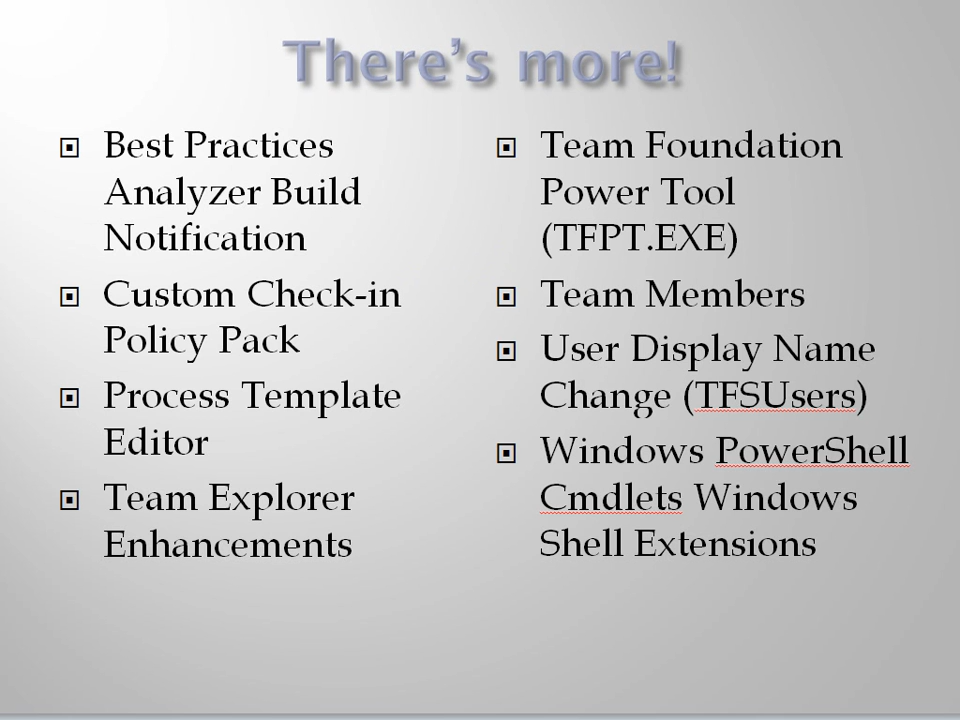 There's more!
Best Practices
Analyzer Build
Notification
Custom Check-in
Policy Pack
Process Template
Editor
Team Explorer
Enhancements
Team Foundation
Power Tool
(TFPT.EXE)
Team Members
User Display Name
Change (TFSUsers)
Windows PowerShell
Cmdlets Windows
Shell Extensions